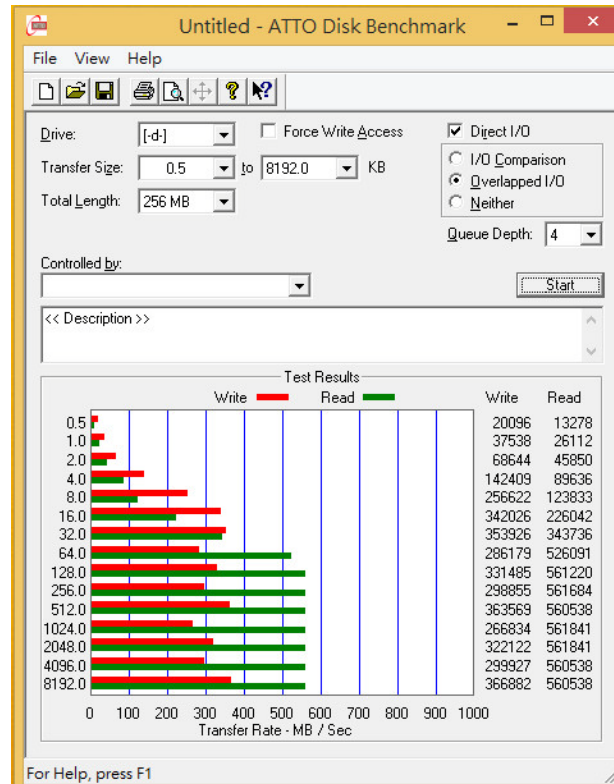 Untitled - ATTO Disk Benchmark
File View Help
Drive: [-d-] Force Write Access Direct I/O
Transfer Size: 0.5 to 8192.0 KB I/O Comparison
Overlapped I/O
Total Length: 256 MB Neither
Queue Depth: 4
Controlled by:
Start
<< Description >>
Test Results
Write Read Write Read
0.5 20096 13278
1.0 37538 26112
2.0 68644 45850
4.0 142409 89636
8.0 256622 123833
16.0 342026 226042
32.0 353926 343736
64.0 286179 526091
128.0 331485 561220
256.0 298855 561684
512.0 363569 560538
1024.0 266834 561841
2048.0 322122 561841
4096.0 299927 560538
8192.0 366882 560538
0 100 200 300 400 500 600 700 800 900 1000
Transfer Rate - MB / Sec
For Help, press F1